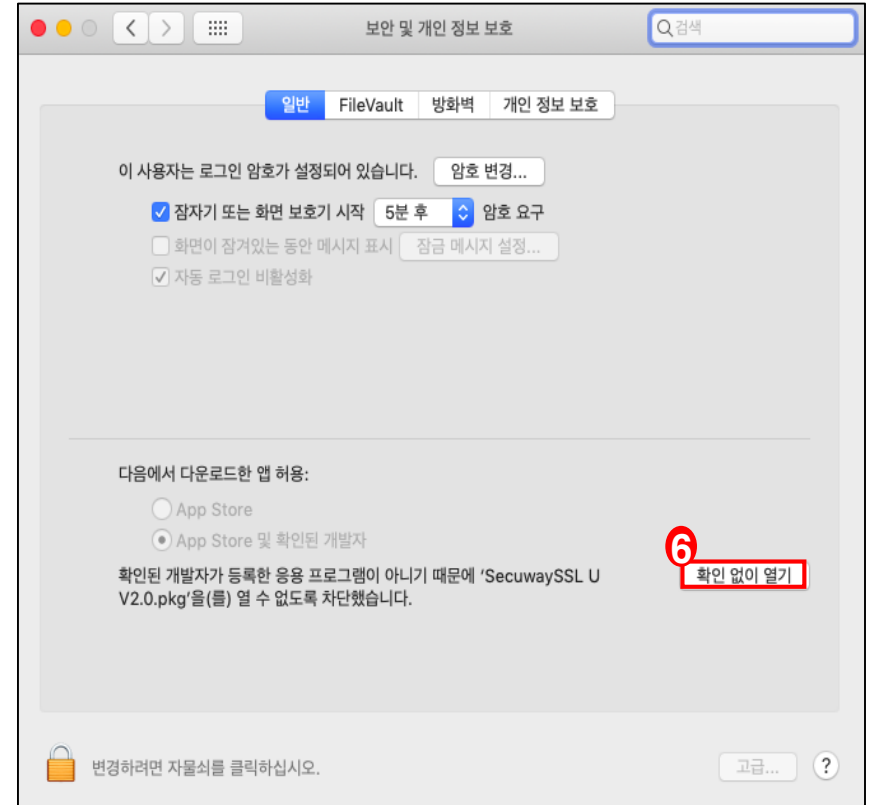 보안 및 개인 정보 보호
검색
일반 FileVault 방화벽 개인 정보 보호
이 사용자는 로그인 암호가 설정되어 있습니다. 암호 변경...
잠자기 또는 화면 보호기 시작 5분 후 암호 요구
화면이 잠겨있는 동안 메시지 표시 잠금 메시지 설정...
자동 로그인 비활성화
다음에서 다운로드한 앱 허용:
App Store
App Store 및 확인된 개발자
6
확인된 개발자가 등록한 응용 프로그램이 아니기 때문에 ‘SecuwaySSL U 확인 없이 열기
V2.0.pkg’을(를) 열 수 없도록 차단했습니다.
변경하려면 자물쇠를 클릭하십시오. 고급... ?